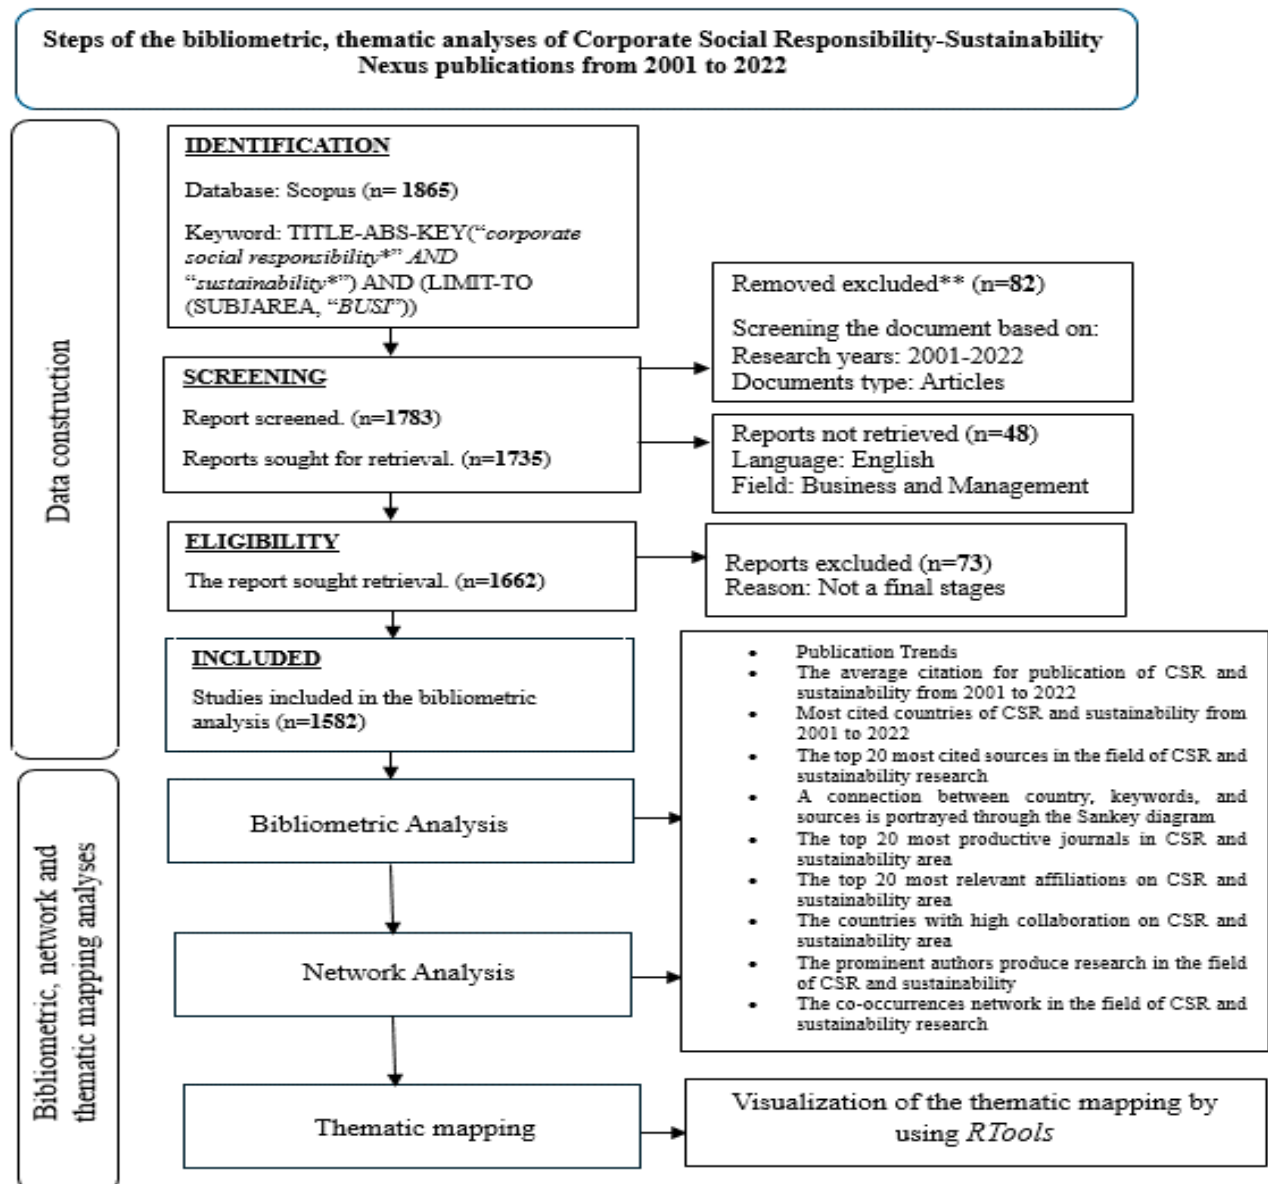 Steps of the bibliometric, thematic analyses of Corporate Social Responsibility-Sustainability
Nexus publications from 2001 to 2022
Data construction
IDENTIFICATION
Database: Scopus (n= 1865)
Keyword: TITLE-ABS-KEY(“corporate
social responsibility*” AND
“sustainability*”) AND (LIMIT-TO
(SUBJAREA, “BUSI”))
Removed excluded** (n=82)
Screening the document based on:
Research years: 2001-2022
Documents type: Articles
SCREENING
Report screened. (n=1783)
Reports sought for retrieval. (n=1735)
Reports not retrieved (n=48)
Language: English
Field: Business and Management
ELIGIBILITY
The report sought retrieval. (n=1662)
Reports excluded (n=73)
Reason: Not a final stages
INCLUDED
Studies included in the bibliometric
analysis (n=1582)
Bibliometric, network and
thematic mapping analyses
Bibliometric Analysis
Network Analysis
• Publication Trends
• The average citation for publication of CSR and
sustainability from 2001 to 2022
• Most cited countries of CSR and sustainability from
2001 to 2022
• The top 20 most cited sources in the field of CSR and
sustainability research
• A connection between country, keywords, and
sources is portrayed through the Sankey diagram
• The top 20 most productive journals in CSR and
sustainability area
• The top 20 most relevant affiliations on CSR and
sustainability area
• The countries with high collaboration on CSR and
sustainability area
• The prominent authors produce research in the field
of CSR and sustainability
• The co-occurrences network in the field of CSR and
sustainability research
Thematic mapping
Visualization of the thematic mapping by
using RTools